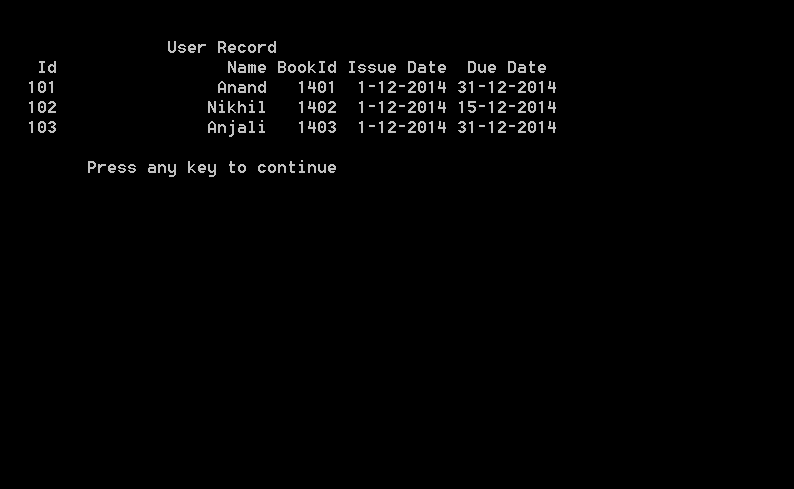 User Record
Id Name BookId Issue Date Due Date
101 Anand 1401 1-12-2014 31-12-2014
102 Nikhil 1402 1-12-2014 15-12-2014
103 Anjali 1403 1-12-2014 31-12-2014
Press any key to continue